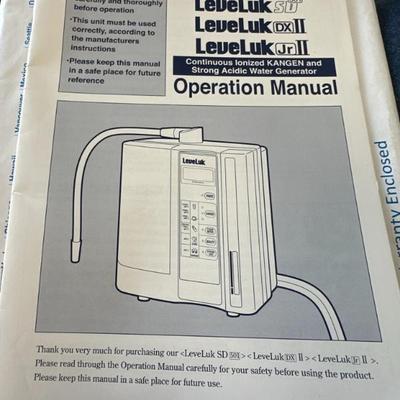 before operation
•This unit must be used
correctly, according to
the manufacturers
instructions
•Please keep this manual
in a safe place for future
reference
LeveLuk SD
LeveLuk DX II
LeveLuk Jr II
Continuous Ionized KANGEN and
Strong Acidic Water Generator
Operation Manual
LeveLuk
Thank you very much for purchasing our <LeveLuk SD 501> <LeveLuk DX II> <LeveLuk Jr II>.
Please read through the Operation Manual carefully for your safety before using the product.
Please keep this manual in a safe place for future use.
Warranty Enclosed